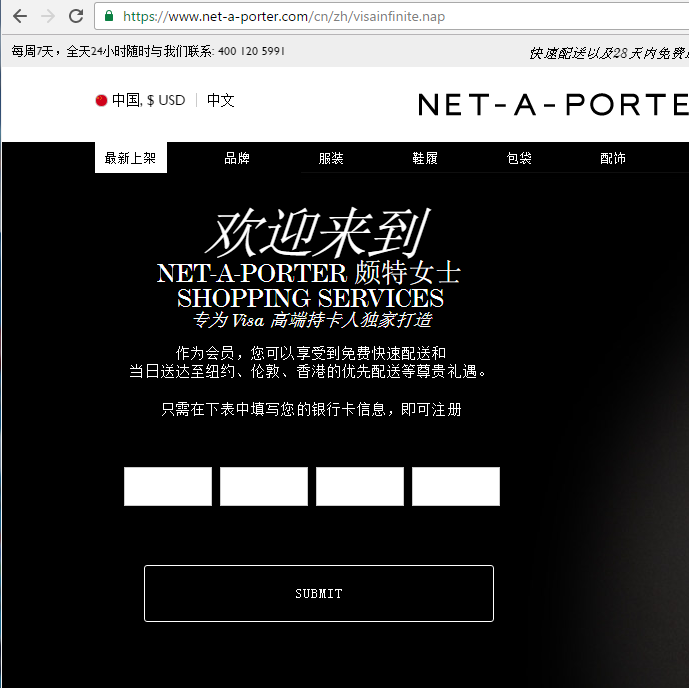 https://www.net-a-porter.com/cn/zh/visainfinite.nap
每周7天，全天24小时随时与我们联系: 400 120 5991
快速配送以及28天内免费
中国, $ USD | 中文
NET-A-PORTE
最新上架 品牌 服装 鞋履 包袋 配饰
欢迎来到
NET-A-PORTER 颇特女士
SHOPPING SERVICES
专为 Visa 高端持卡人独家打造
作为会员，您可以享受到免费快速配送和
当日送达至纽约、伦敦、香港的优先配送等尊贵礼遇。
只需在下表中填写您的银行卡信息，即可注册
SUBMIT